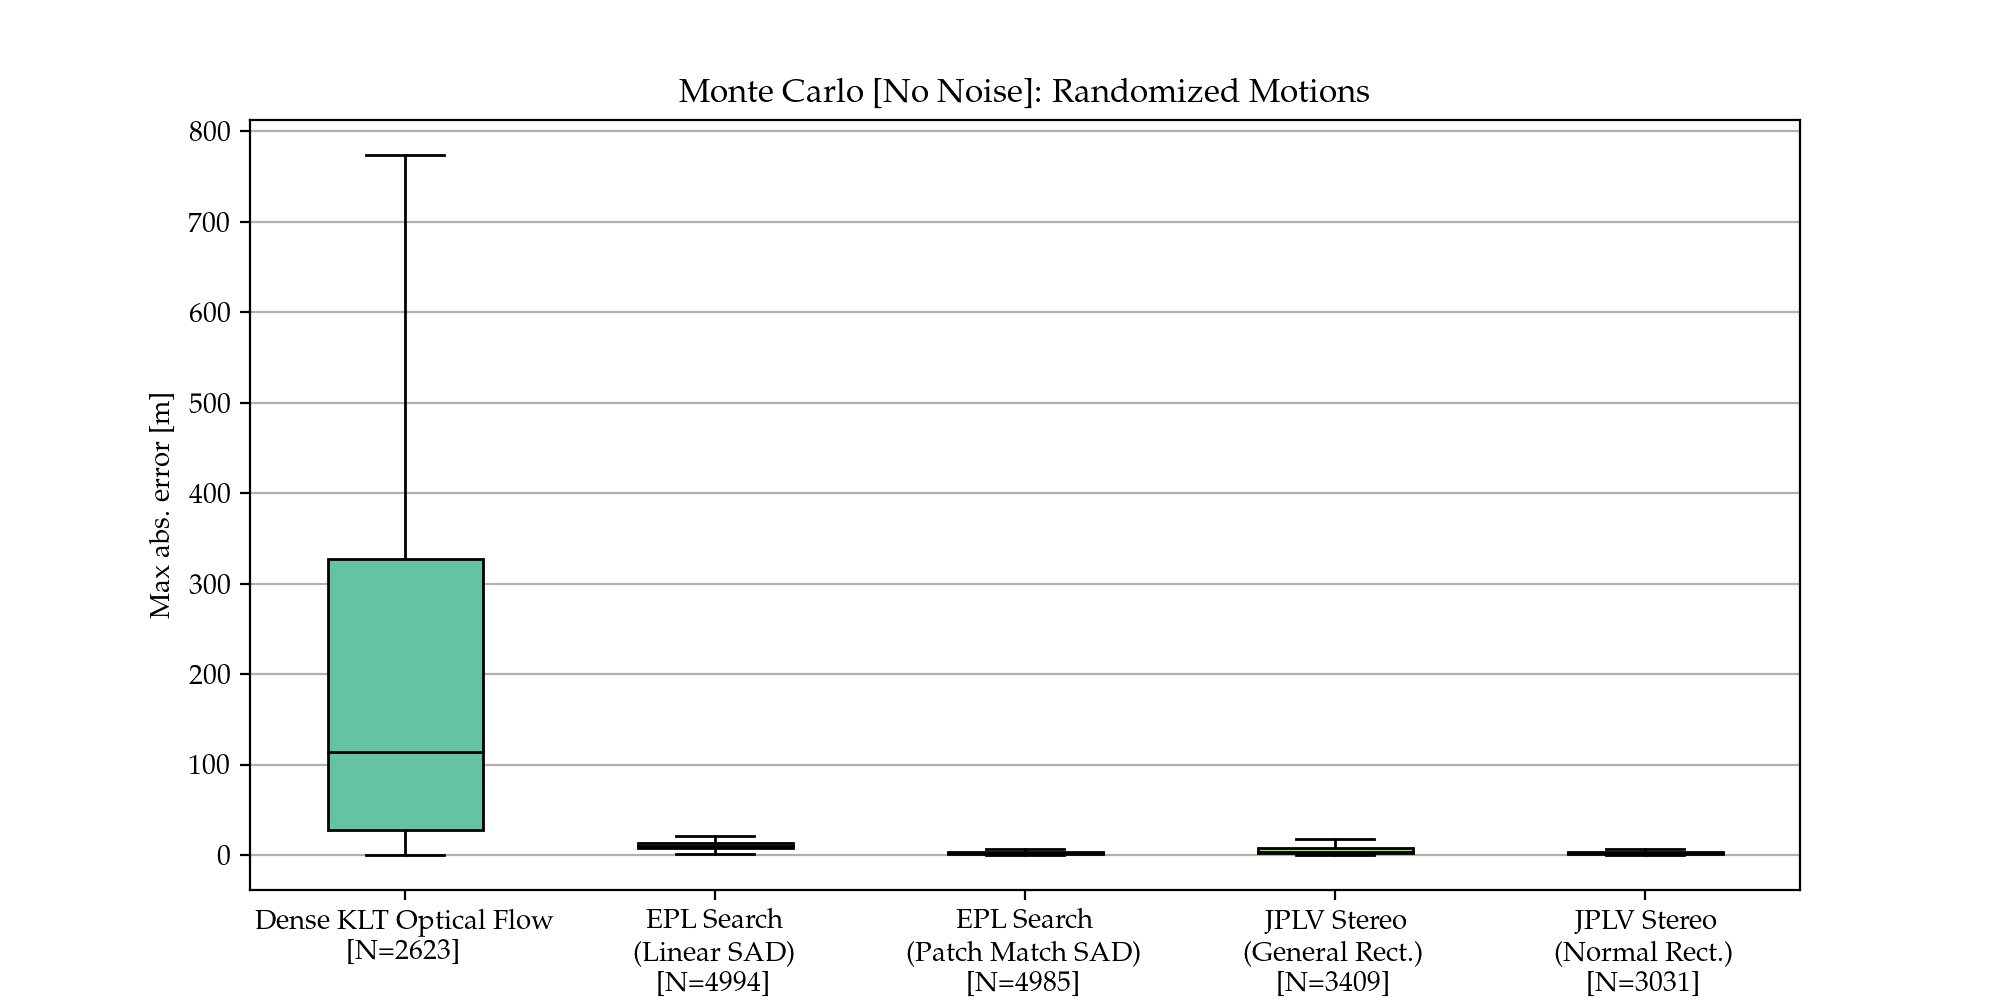 Monte Carlo [No Noise]: Randomized Motions
Max abs. error [m]
800
700
600
500
400
300
200
100
0
Dense KLT Optical Flow
[N=2623]
EPL Search
(Linear SAD)
[N=4994]
EPL Search
(Patch Match SAD)
[N=4985]
JPLV Stereo
(General Rect.)
[N=3409]
JPLV Stereo
(Normal Rect.)
[N=3031]